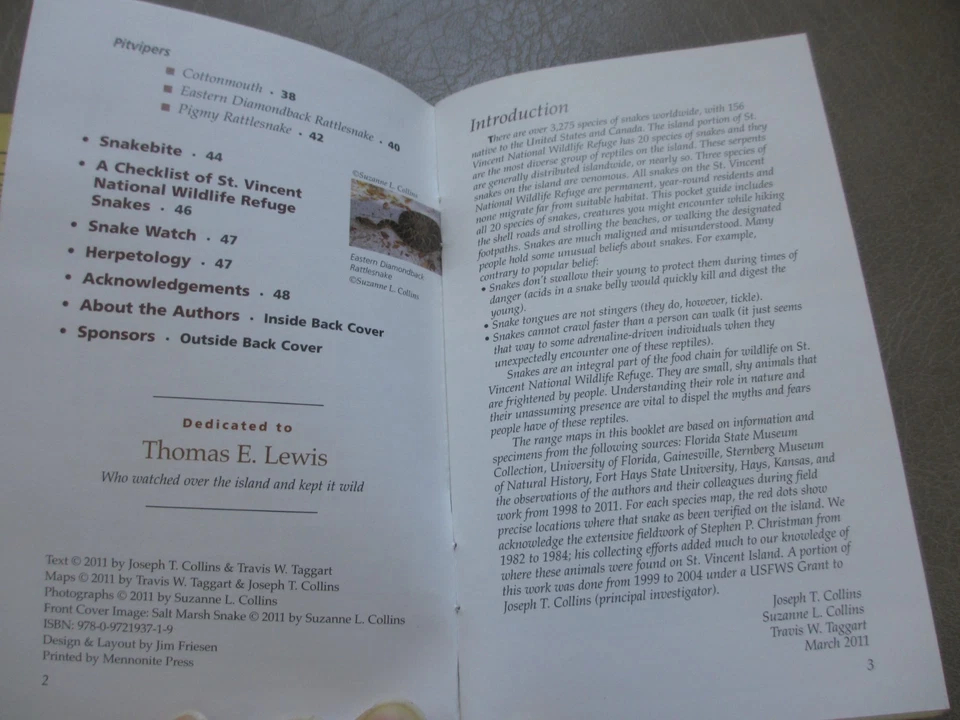 Pitvipers
■ Cottonmouth · 38
■ Eastern Diamondback Rattlesnake · 40
■ Pigmy Rattlesnake · 42
• Snakebite · 44
• A Checklist of St. Vincent
National Wildlife Refuge
Snakes · 46
• Snake Watch · 47
• Herpetology · 47
• Acknowledgements · 48
• About the Authors · Inside Back Cover
• Sponsors · Outside Back Cover
©Suzanne L. Collins
Eastern Diamondback
Rattlesnake
©Suzanne L. Collins
Dedicated to
Thomas E. Lewis
Who watched over the island and kept it wild
Text © 2011 by Joseph T. Collins & Travis W. Taggart
Maps © 2011 by Travis W. Taggart & Joseph T. Collins
Photographs © 2011 by Suzanne L. Collins
Front Cover Image: Salt Marsh Snake © 2011 by Suzanne L. Collins
ISBN: 978-0-9721937-1-9
Design & Layout by Jim Friesen
Printed by Mennonite Press
2
Introduction
There are over 3,275 species of snakes worldwide, with 156
native to the United States and Canada. The island portion of St.
Vincent National Wildlife Refuge has 20 species of snakes and they
are the most diverse group of reptiles on the island. These serpents
are generally distributed islandwide, or nearly so. Three species of
snakes on the island are venomous. All snakes on the St. Vincent
National Wildlife Refuge are permanent, year-round residents and
none migrate far from suitable habitat. This pocket guide includes
all 20 species of snakes, creatures you might encounter while hiking
the shell roads and strolling the beaches, or walking the designated
footpaths. Snakes are much maligned and misunderstood. Many
people hold some unusual beliefs about snakes. For example,
contrary to popular belief:
• Snakes don't swallow their young to protect them during times of
danger (acids in a snake belly would quickly kill and digest the
young).
• Snake tongues are not stingers (they do, however, tickle).
• Snakes cannot crawl faster than a person can walk (it just seems
that way to some adrenaline-driven individuals when they
unexpectedly encounter one of these reptiles).
Snakes are an integral part of the food chain for wildlife on St.
Vincent National Wildlife Refuge. They are small, shy animals that
are frightened by people. Understanding their role in nature and
their unassuming presence are vital to dispel the myths and fears
people have of these reptiles.
The range maps in this booklet are based on information and
specimens from the following sources: Florida State Museum
Collection, University of Florida, Gainesville, Sternberg Museum
of Natural History, Fort Hays State University, Hays, Kansas, and
the observations of the authors and their colleagues during field
work from 1998 to 2011. For each species map, the red dots show
precise locations where that snake as been verified on the island. We
acknowledge the extensive fieldwork of Stephen P. Christman from
1982 to 1984; his collecting efforts added much to our knowledge of
where these animals were found on St. Vincent Island. A portion of
this work was done from 1999 to 2004 under a USFWS Grant to
Joseph T. Collins (principal investigator).
Joseph T. Collins
Suzanne L. Collins
Travis W. Taggart
March 2011
3